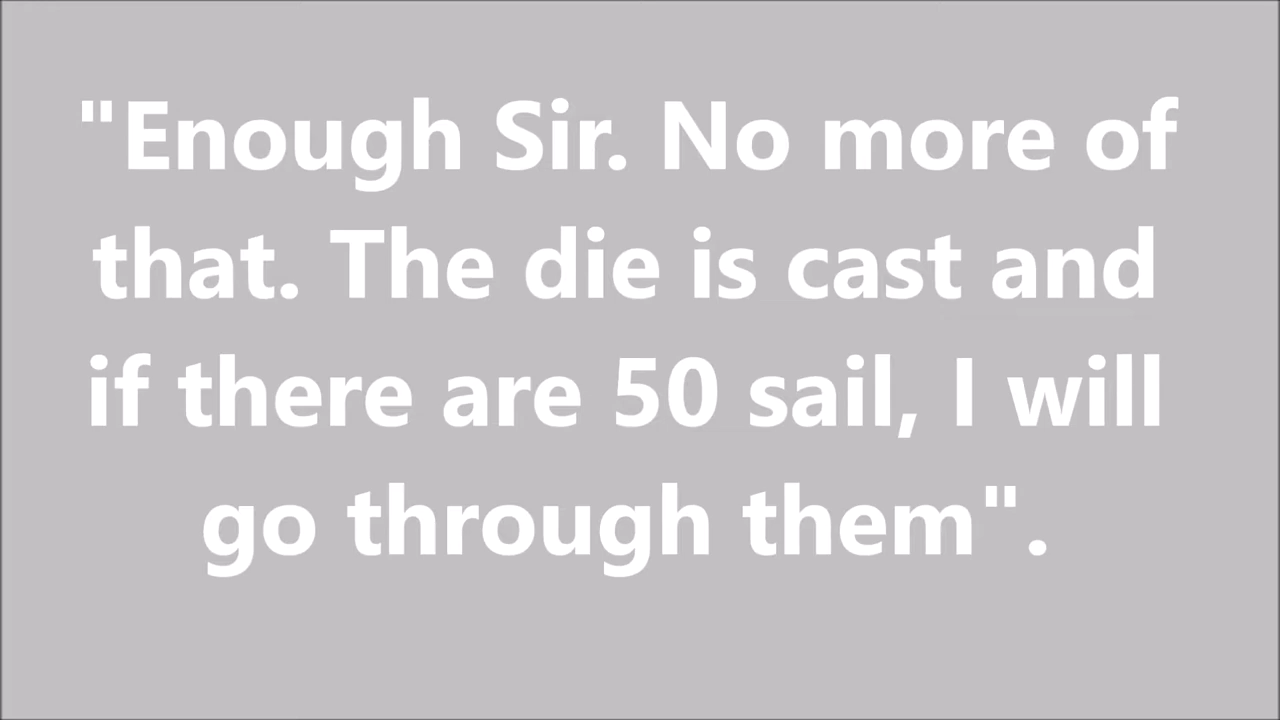 "Enough Sir. No more of
that. The die is cast and
if there are 50 sail, I will
go through them".